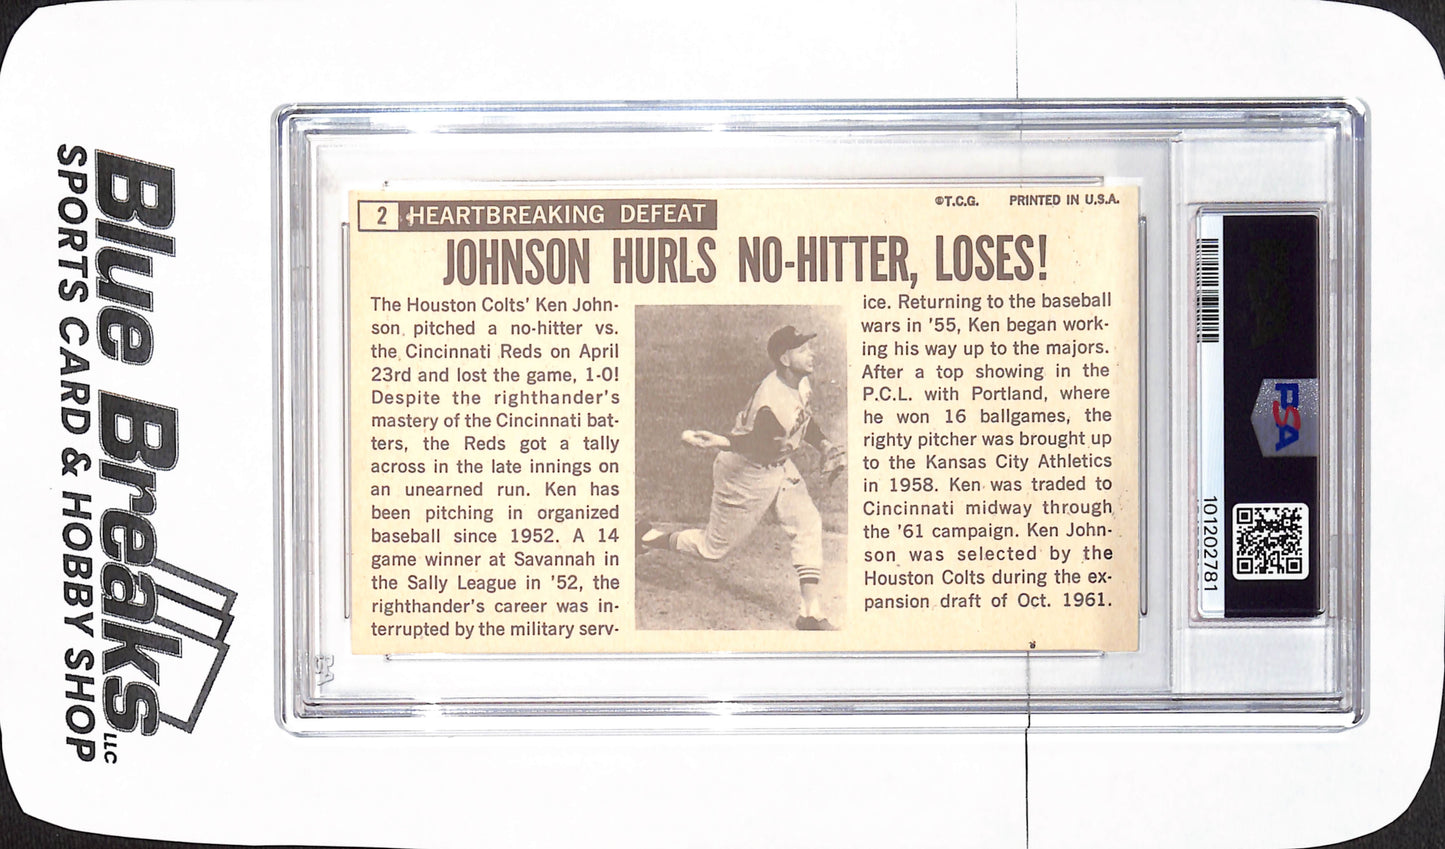 Blue Breaks LLC
SPORTS CARD & HOBBY SHOP
2 HEARTBREAKING DEFEAT
©T.C.G. PRINTED IN U.S.A.
JOHNSON HURLS NO-HITTER, LOSES!
The Houston Colts' Ken John-
son pitched a no-hitter vs.
the Cincinnati Reds on April
23rd and lost the game, 1-0!
Despite the righthander's
mastery of the Cincinnati bat-
ters, the Reds got a tally
across in the late innings on
an unearned run. Ken has
been pitching in organized
baseball since 1952. A 14
game winner at Savannah in
the Sally League in '52, the
righthander's career was in-
terrupted by the military serv-
ice. Returning to the baseball
wars in '55, Ken began work-
ing his way up to the majors.
After a top showing in the
P.C.L. with Portland, where
he won 16 ballgames, the
righty pitcher was brought up
to the Kansas City Athletics
in 1958. Ken was traded to
Cincinnati midway through
the '61 campaign. Ken John-
son was selected by the
Houston Colts during the ex-
pansion draft of Oct. 1961.
PSA
101202781